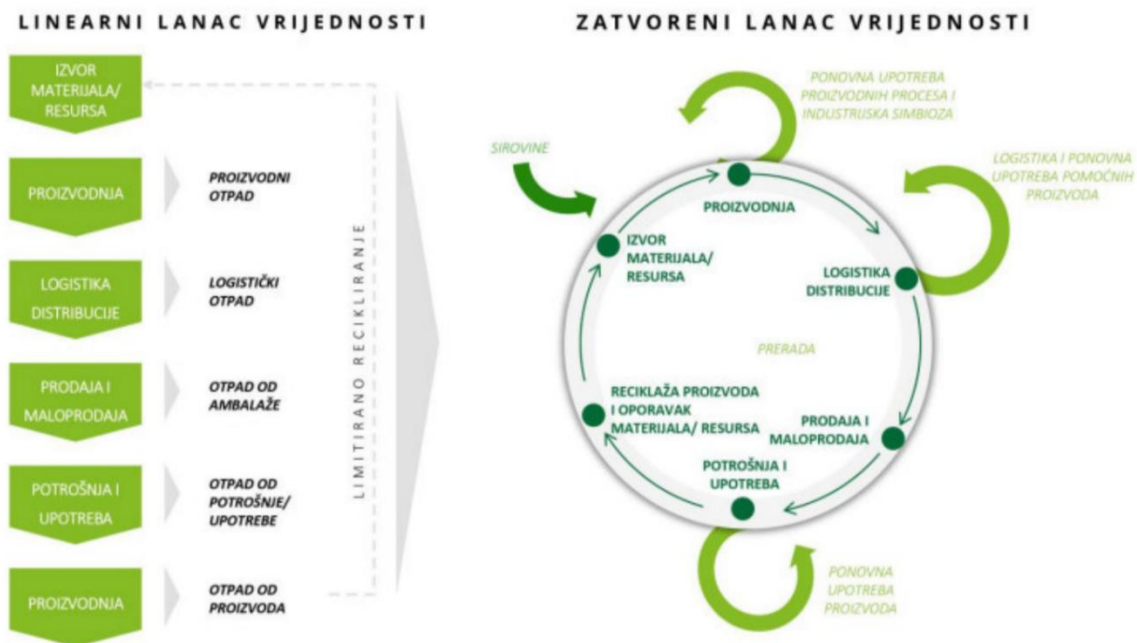 LINEARNI LANAC VRIJEDNOSTI
IZVOR
MATERIJALA/
RESURSA
PROIZVODNJA
PROIZVODNI
OTPAD
LOGISTIKA
DISTRIBUCIJE
LOGISTIČKI
OTPAD
PRODAJA I
MALOPRODAJA
OTPAD OD
AMBALAŽE
POTROŠNJA I
UPOTREBA
OTPAD OD
POTROŠNJE/
UPOTREBE
PROIZVODNJA
OTPAD OD
PROIZVODA
LIMITIRANO RECIKLIRANJE
ZATVORENI LANAC VRIJEDNOSTI
PONOVNA UPOTREBA
PROIZVODNIH PROCESA I
INDUSTRIJSKA SIMBIOZA
SIROVINE
LOGISTIKA I PONOVNA
UPOTREBA POMOĆNIH
PROIZVODA
PROIZVODNJA
IZVOR
MATERIJALA/
RESURSA
LOGISTIKA
DISTRIBUCIJE
PRERADA
RECIKLAŽA PROIZVODA
I OPORAVAK
MATERIJALA/ RESURSA
PRODAJA I
MALOPRODAJA
POTROŠNJA I
UPOTREBA
PONOVNA
UPOTREBA
PROIZVODA